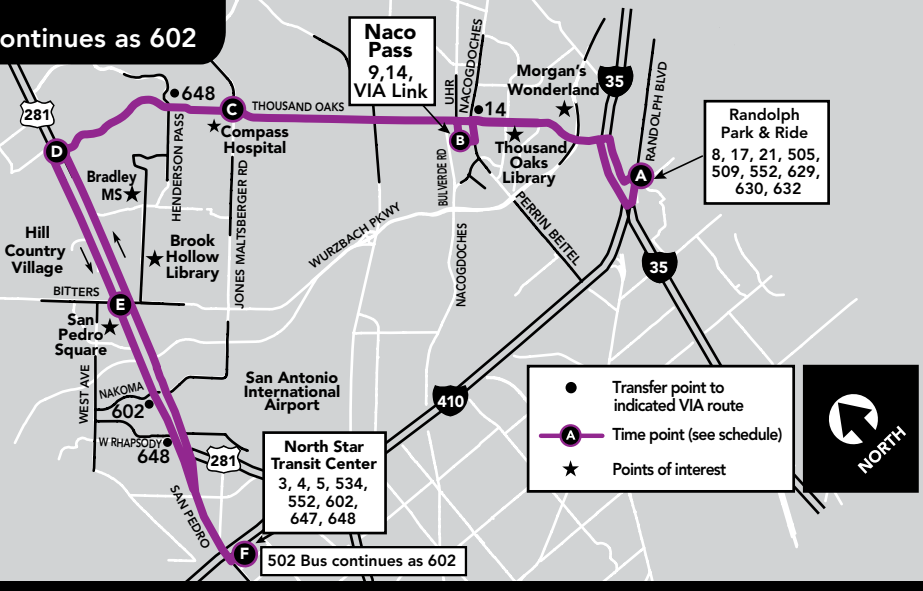 ontinues as 602
281
D
648
HENDERSON PASS
C
THOUSAND OAKS
Compass
Hospital
JONES MALTSBERGER RD
Naco
Pass
9,14,
VIA Link
UHR
NACOGDOCHES
14
B
BULVERDE RD
Morgan's
Wonderland
Thousand
Oaks
Library
35
RANDOLPH BLVD
A
Randolph
Park & Ride
8, 17, 21, 505,
509, 552, 629,
630, 632
Bradley
MS
Hill
Country
Village
Brook
Hollow
Library
WURZBACH PKWY
PERRIN BEITEL
NACOGDOCHES
35
BITTERS
E
San
Pedro
Square
WEST AVE
NAKOMA
602
W RHAPSODY
648
281
SAN PEDRO
San Antonio
International
Airport
410
North Star
Transit Center
3, 4, 5, 534,
552, 602,
647, 648
F
502 Bus continues as 602
Transfer point to
indicated VIA route
A
Time point (see schedule)
Points of interest
NORTH